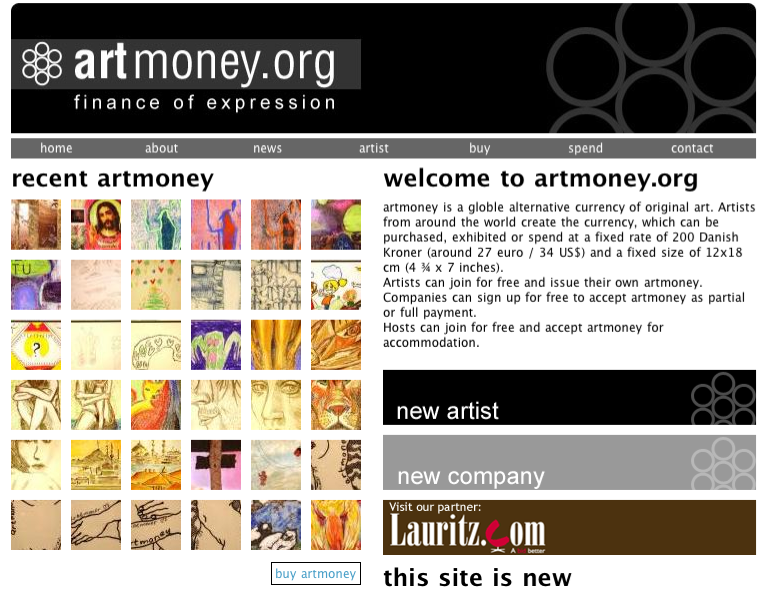 artmoney.org
finance of expression
home about news artist buy spend contact
recent artmoney
TU
?
buy artmoney
welcome to artmoney.org
artmoney is a globle alternative currency of original art. Artists
from around the world create the currency, which can be
purchased, exhibited or spend at a fixed rate of 200 Danish
Kroner (around 27 euro / 34 US$) and a fixed size of 12x18
cm (4 ¾ x 7 inches).
Artists can join for free and issue their own artmoney.
Companies can sign up for free to accept artmoney as partial
or full payment.
Hosts can join for free and accept artmoney for
accommodation.
new artist
new company
Visit our partner:
Lauritz.com
A bid better
this site is new